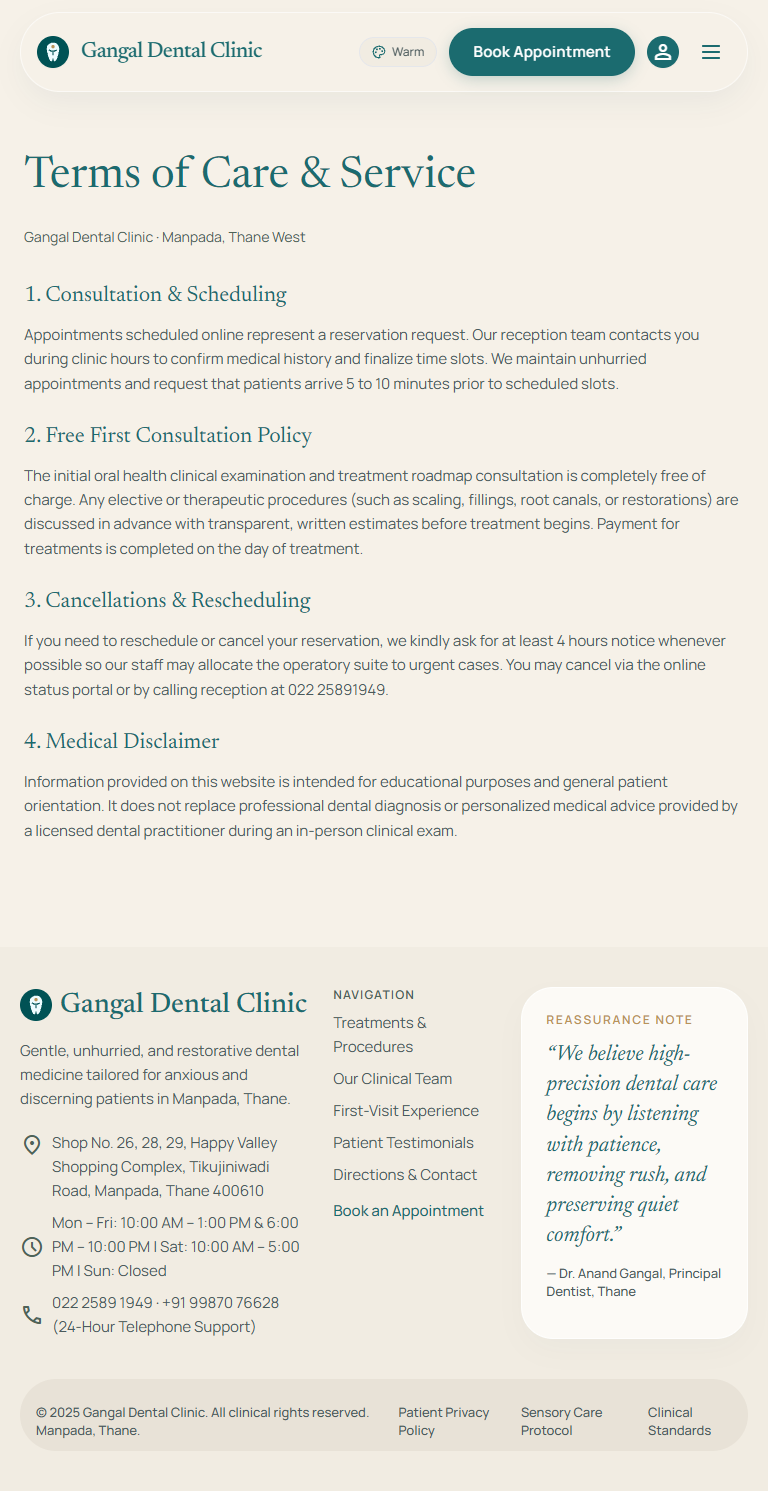 Gangal Dental Clinic
Warm
Book Appointment
Terms of Care & Service
Gangal Dental Clinic · Manpada, Thane West
1. Consultation & Scheduling
Appointments scheduled online represent a reservation request. Our reception team contacts you
during clinic hours to confirm medical history and finalize time slots. We maintain unhurried
appointments and request that patients arrive 5 to 10 minutes prior to scheduled slots.
2. Free First Consultation Policy
The initial oral health clinical examination and treatment roadmap consultation is completely free of
charge. Any elective or therapeutic procedures (such as scaling, fillings, root canals, or restorations) are
discussed in advance with transparent, written estimates before treatment begins. Payment for
treatments is completed on the day of treatment.
3. Cancellations & Rescheduling
If you need to reschedule or cancel your reservation, we kindly ask for at least 4 hours notice whenever
possible so our staff may allocate the operatory suite to urgent cases. You may cancel via the online
status portal or by calling reception at 022 25891949.
4. Medical Disclaimer
Information provided on this website is intended for educational purposes and general patient
orientation. It does not replace professional dental diagnosis or personalized medical advice provided by
a licensed dental practitioner during an in-person clinical exam.
Gangal Dental Clinic
Gentle, unhurried, and restorative dental
medicine tailored for anxious and
discerning patients in Manpada, Thane.
Shop No. 26, 28, 29, Happy Valley
Shopping Complex, Tikujiniwadi
Road, Manpada, Thane 400610
Mon – Fri: 10:00 AM – 1:00 PM & 6:00
PM – 10:00 PM | Sat: 10:00 AM – 5:00
PM | Sun: Closed
022 2589 1949 · +91 99870 76628
(24-Hour Telephone Support)
NAVIGATION
Treatments &
Procedures
Our Clinical Team
First-Visit Experience
Patient Testimonials
Directions & Contact
Book an Appointment
REASSURANCE NOTE
“We believe high-
precision dental care
begins by listening
with patience,
removing rush, and
preserving quiet
comfort.”
— Dr. Anand Gangal, Principal
Dentist, Thane
© 2025 Gangal Dental Clinic. All clinical rights reserved.
Manpada, Thane.
Patient Privacy
Policy
Sensory Care
Protocol
Clinical
Standards